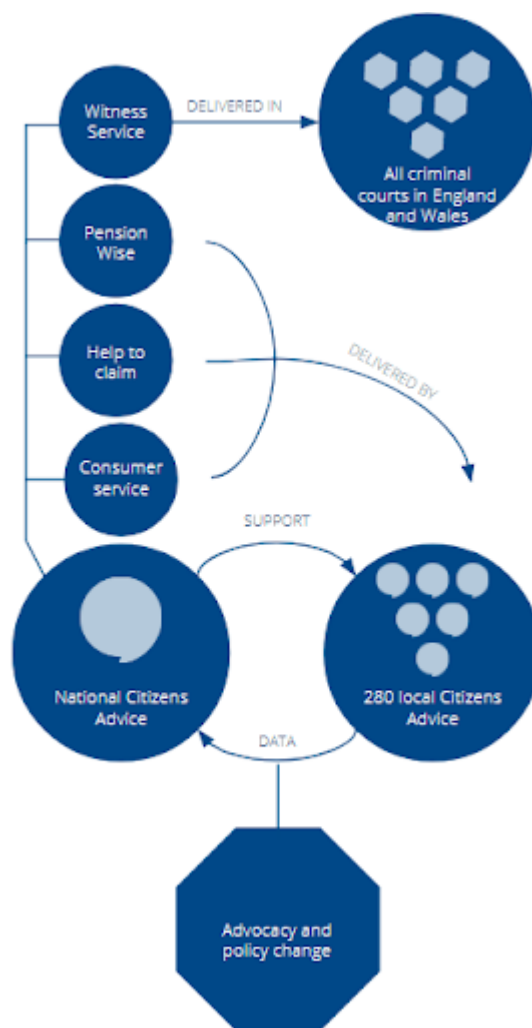 Witness
Service
DELIVERED IN
All criminal
courts in England
and Wales
Pension
Wise
Help to
claim
DELIVERED BY
Consumer
service
SUPPORT
National Citizens
Advice
280 local Citizens
Advice
DATA
Advocacy and
policy change